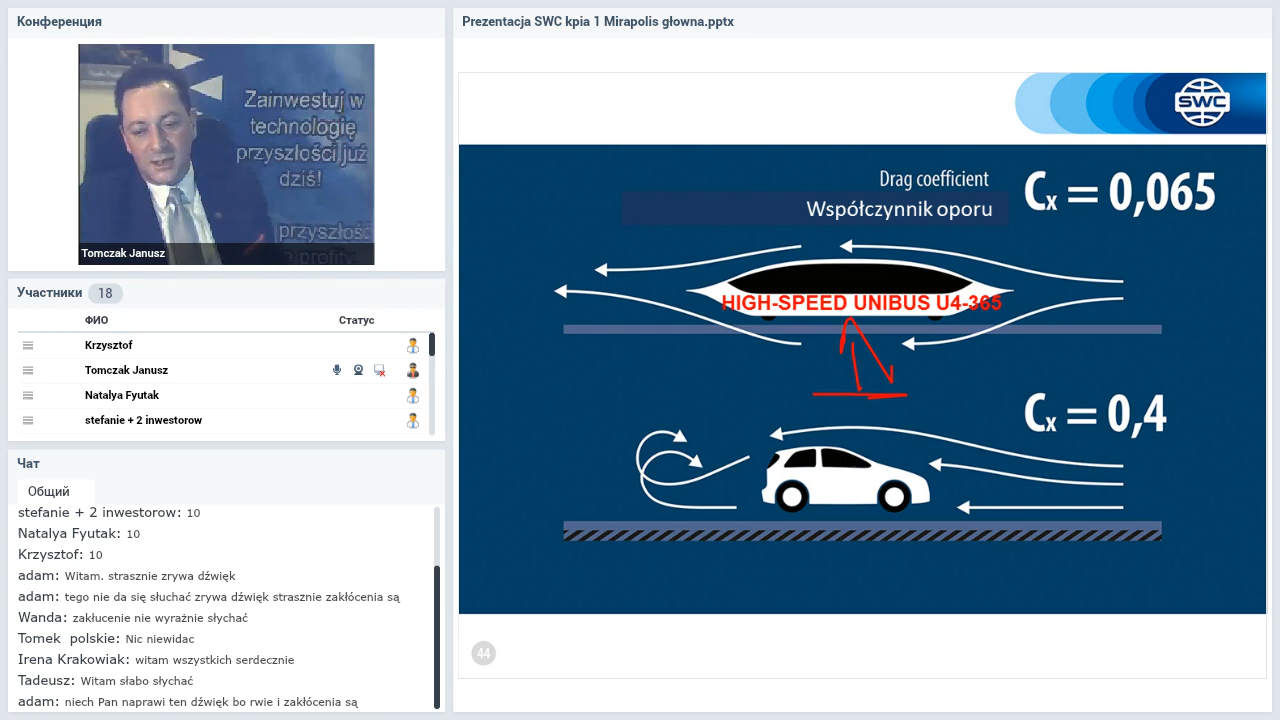 Конференция
Zainwestuj w
technologię
przyszłości już
dziś!
Tomczak Janusz
Участники 18
ФИО Статус
Krzysztof
Tomczak Janusz
Natalya Fyutak
stefanie + 2 inwestorow
Чат
Общий
stefanie + 2 inwestorow: 10
Natalya Fyutak: 10
Krzysztof: 10
adam: Witam. strasznie zrywa dźwięk
adam: tego nie da się słuchać zrywa dźwięk strasznie zakłócenia są
Wanda: zakłucenie nie wyrażnie słychać
Tomek polskie: Nic niewidac
Irena Krakowiak: witam wszystkich serdecznie
Tadeusz: Witam słabo słychać
adam: niech Pan naprawi ten dźwięk bo rwie i zakłócenia są
Prezentacja SWC kpia 1 Mirapolis głowna.pptx
SWC
Drag coefficient
Współczynnik oporu
Cx = 0,065
HIGH-SPEED UNIBUS U4-365
Cx = 0,4
44